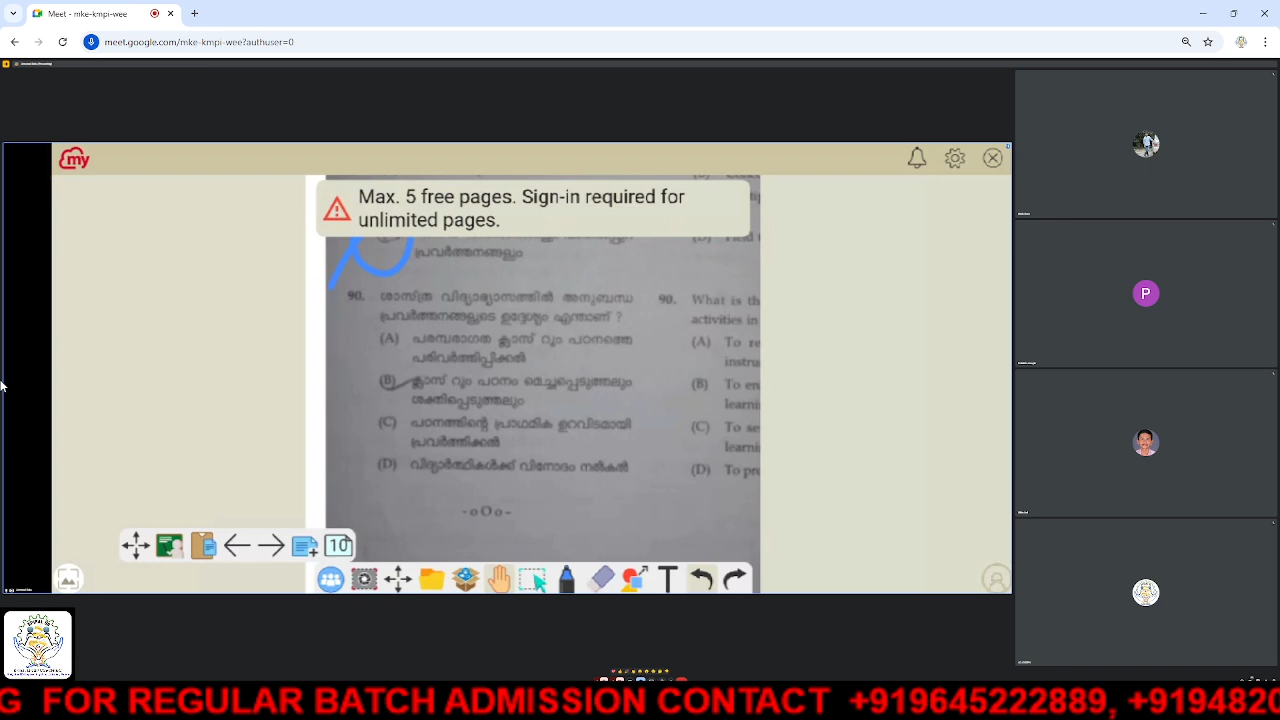 Meet - mke-kmpi-wee
meet.google.com/mke-kmpi-wee?authuser=0
my
Max. 5 free pages. Sign-in required for
unlimited pages.
പ്രവർത്തനങ്ങളും
90. ശാസ്ത്ര വിദ്യാഭ്യാസത്തിൽ അനുബന്ധ
പ്രവർത്തനങ്ങളുടെ ഉദ്ദേശ്യം എന്താണ് ?
(A) പരമ്പരാഗത ക്ലാസ് റൂം പഠനത്തെ
പരിവർത്തിപ്പിക്കൽ
(B) ക്ലാസ് റൂം പഠനം മെച്ചപ്പെടുത്തലും
ശക്തിപ്പെടുത്തലും
(C) പഠനത്തിന്റെ പ്രാഥമിക ഉറവിടമായി
പ്രവർത്തിക്കൽ
(D) വിദ്യാർത്ഥികൾക്ക് വിനോദം നൽകൽ
- o O o -
(D) Field
90. What is th
activities in
(A) To re
instru
(B) To en
learni
(C) To se
learni
(D) To pr
10
T
P
G FOR REGULAR BATCH ADMISSION CONTACT +919645222889, +919482